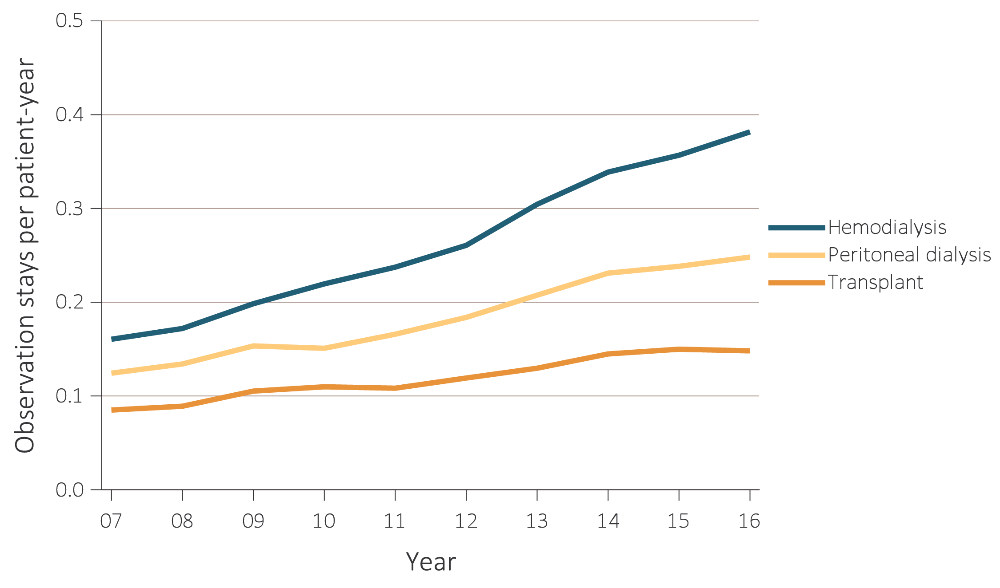 Observation stays per patient-year
0.5
0.4
0.3
0.2
0.1
0.0
07 08 09 10 11 12 13 14 15 16
Year
Hemodialysis
Peritoneal dialysis
Transplant